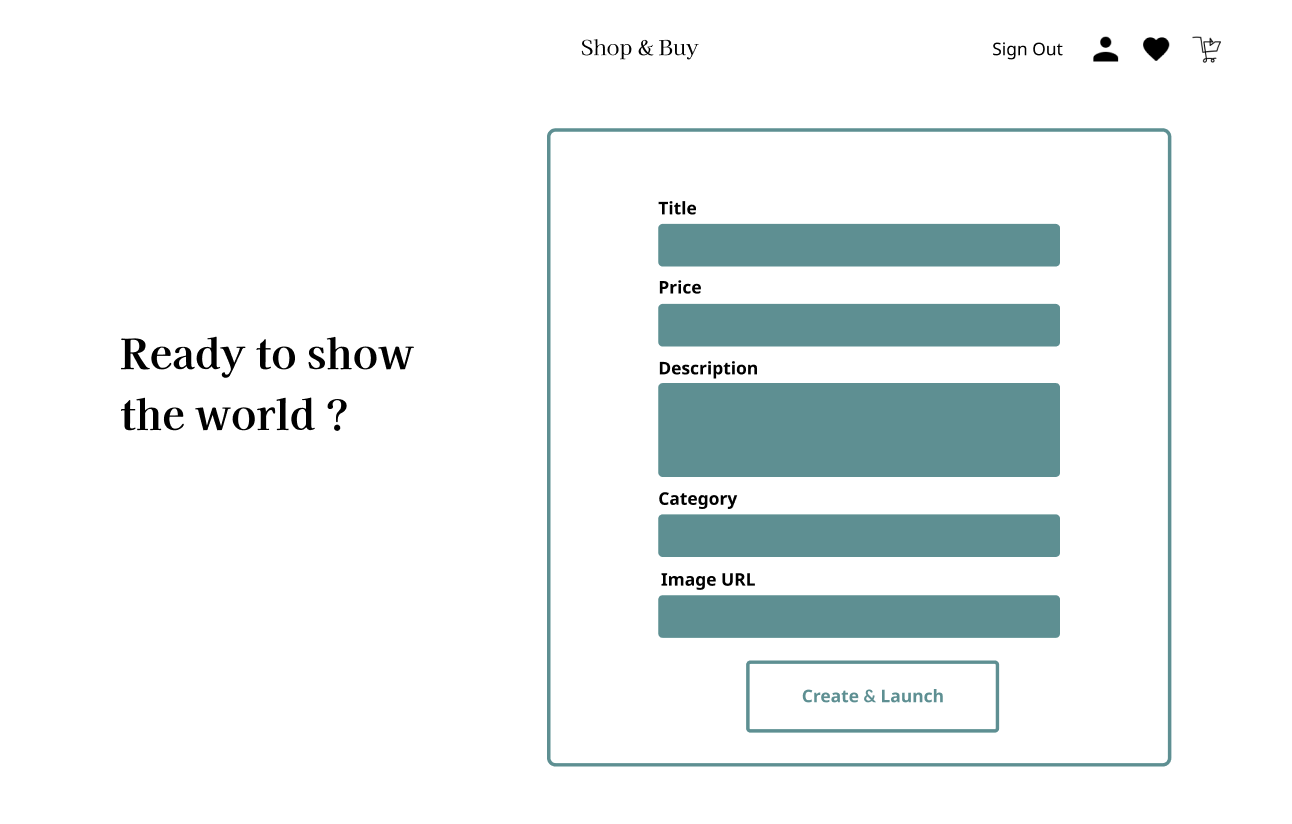 Shop & Buy
Sign Out
Ready to show
the world ?
Title
Price
Description
Category
Image URL
Create & Launch